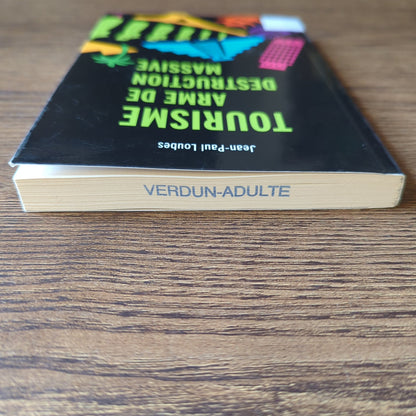 Jean-Paul Loubes
TOURISME
ARME DE
DESTRUCTION
MASSIVE
VERDUN-ADULTE